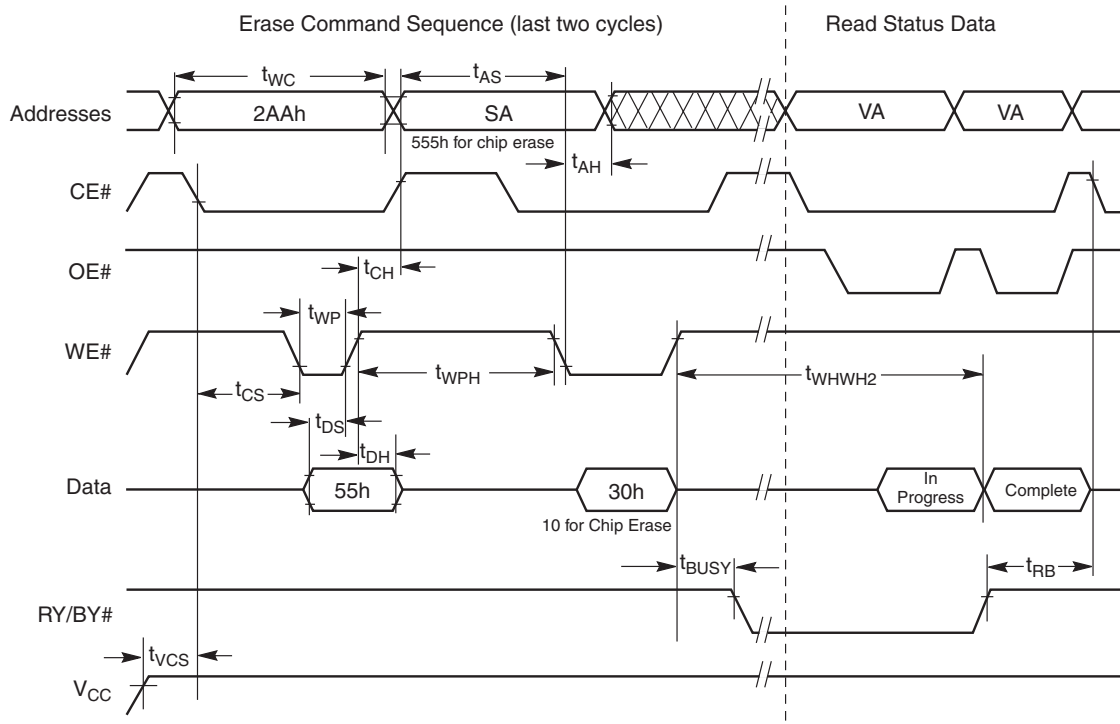 Erase Command Sequence (last two cycles)
Read Status Data
tWC
tAS
Addresses
2AAh
SA
VA
VA
555h for chip erase
tAH
CE#
OE#
tCH
tWP
WE#
tWPH
tWHWH2
tCS
tDS
tDH
Data
55h
30h
In
Progress
Complete
10 for Chip Erase
tBUSY
tRB
RY/BY#
tVCS
VCC